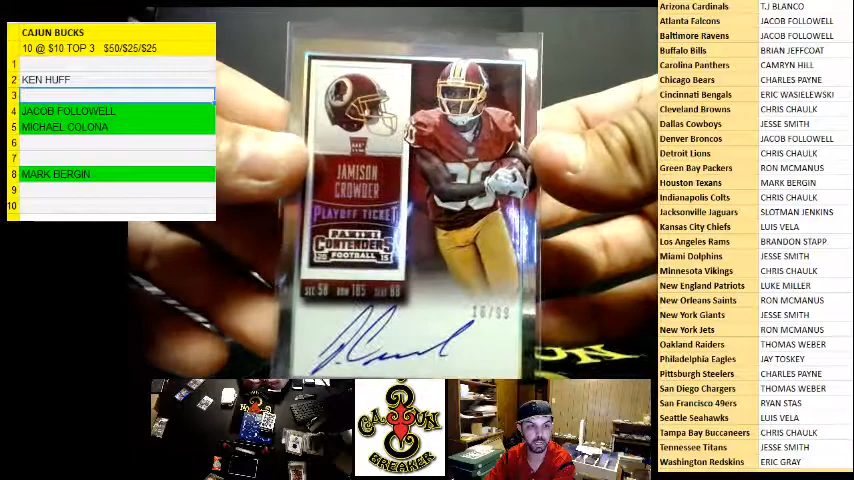 CAJUN BUCKS
10 @ $10 TOP 3 $50/$25/$25
1
2 KEN HUFF
3
4 JACOB FOLLOWELL
5 MICHAEL COLONA
6
7
8 MARK BERGIN
9
10
JAMISON
CROWDER
PLAYOFF TICKET
PANINI
CONTENDERS
20 FOOTBALL 15
SEC 58 ROW 105 SEAT 80
CAJUN
BREAKER
Arizona Cardinals T.J BLANCO
Atlanta Falcons JACOB FOLLOWELL
Baltimore Ravens JACOB FOLLOWELL
Buffalo Bills BRIAN JEFFCOAT
Carolina Panthers CAMRYN HILL
Chicago Bears CHARLES PAYNE
Cincinnati Bengals ERIC WASIELEWSKI
Cleveland Browns CHRIS CHAULK
Dallas Cowboys JESSE SMITH
Denver Broncos JACOB FOLLOWELL
Detroit Lions CHRIS CHAULK
Green Bay Packers RON MCMANUS
Houston Texans MARK BERGIN
Indianapolis Colts CHRIS CHAULK
Jacksonville Jaguars SLOTMAN JENKINS
Kansas City Chiefs LUIS VELA
Los Angeles Rams BRANDON STAPP
Miami Dolphins JESSE SMITH
Minnesota Vikings CHRIS CHAULK
New England Patriots LUKE MILLER
New Orleans Saints RON MCMANUS
New York Giants JESSE SMITH
New York Jets RON MCMANUS
Oakland Raiders THOMAS WEBER
Philadelphia Eagles JAY TOSKEY
Pittsburgh Steelers CHARLES PAYNE
San Diego Chargers THOMAS WEBER
San Francisco 49ers RYAN STAS
Seattle Seahawks LUIS VELA
Tampa Bay Buccaneers CHRIS CHAULK
Tennessee Titans JESSE SMITH
Washington Redskins ERIC GRAY